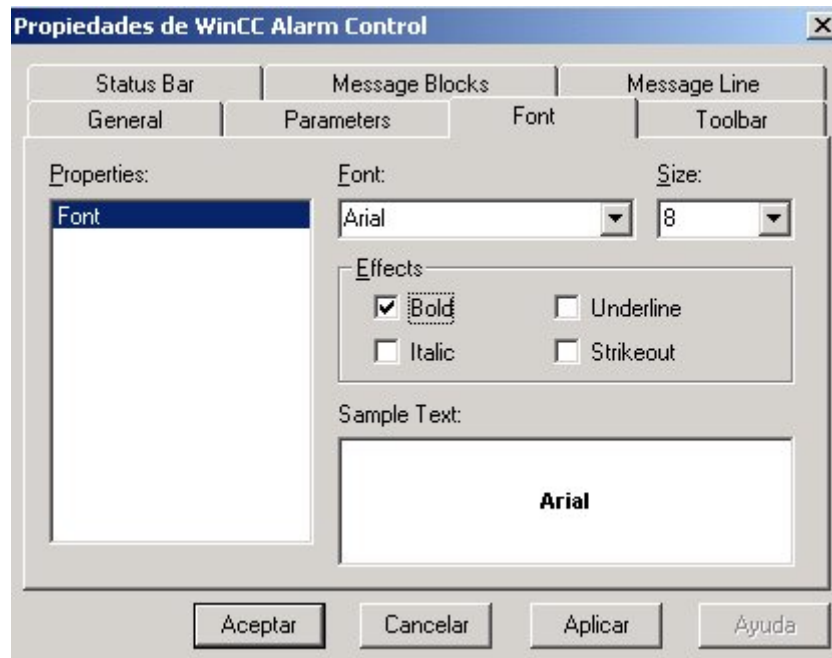 Propiedades de WinCC Alarm Control
Status Bar Message Blocks Message Line
General Parameters Font Toolbar
Properties: Font: Size:
Font Arial 8
Effects
Bold Underline
Italic Strikeout
Sample Text:
Arial
Aceptar Cancelar Aplicar Ayuda